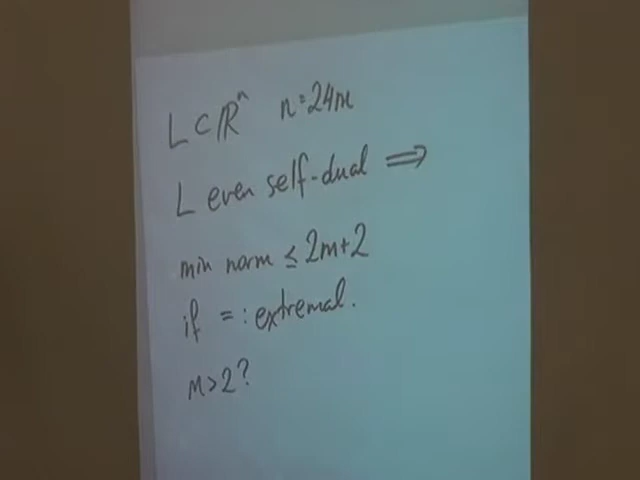 L ⊂ ℝⁿ n = 24m
L even self-dual ⟹
min norm ≤ 2m+2
if = : extremal.
m > 2?